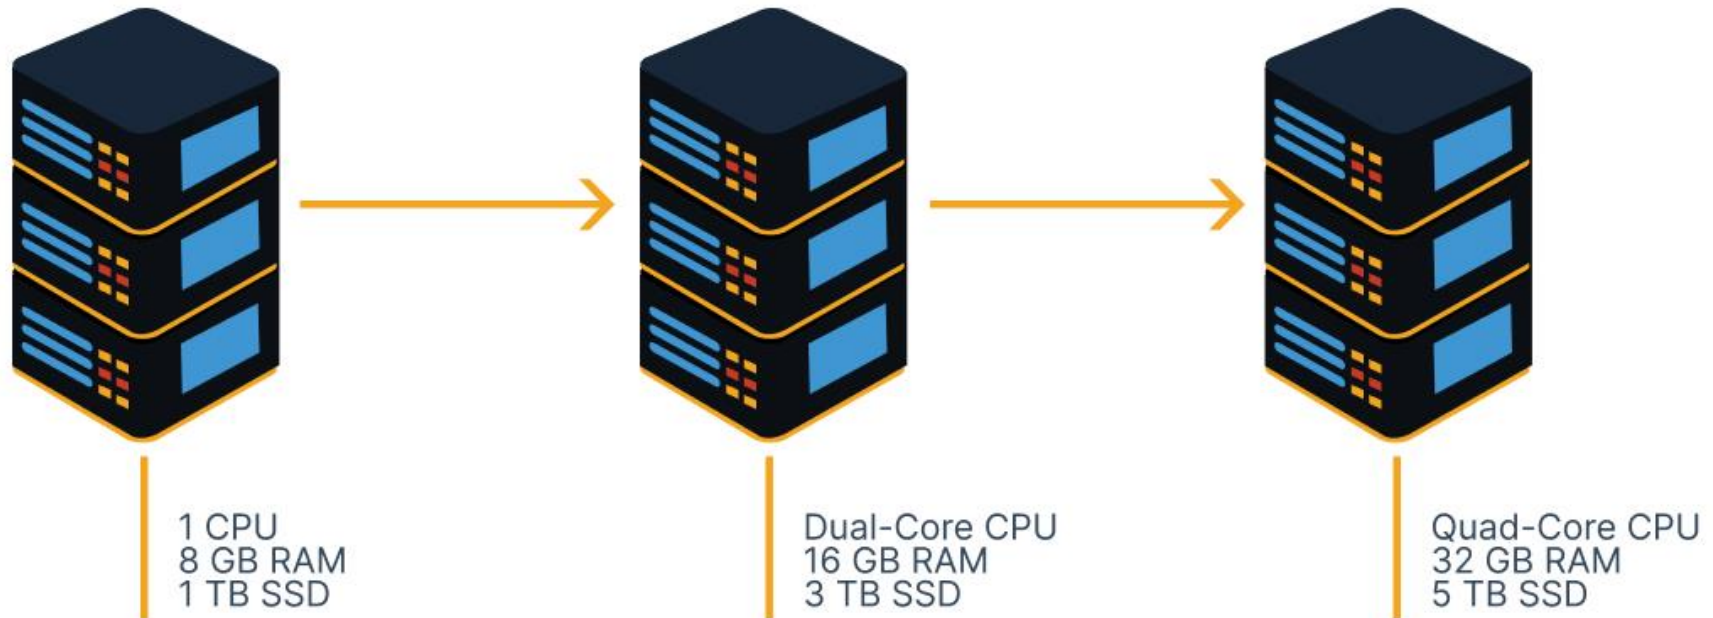 1 CPU
8 GB RAM
1 TB SSD
Dual-Core CPU
16 GB RAM
3 TB SSD
Quad-Core CPU
32 GB RAM
5 TB SSD